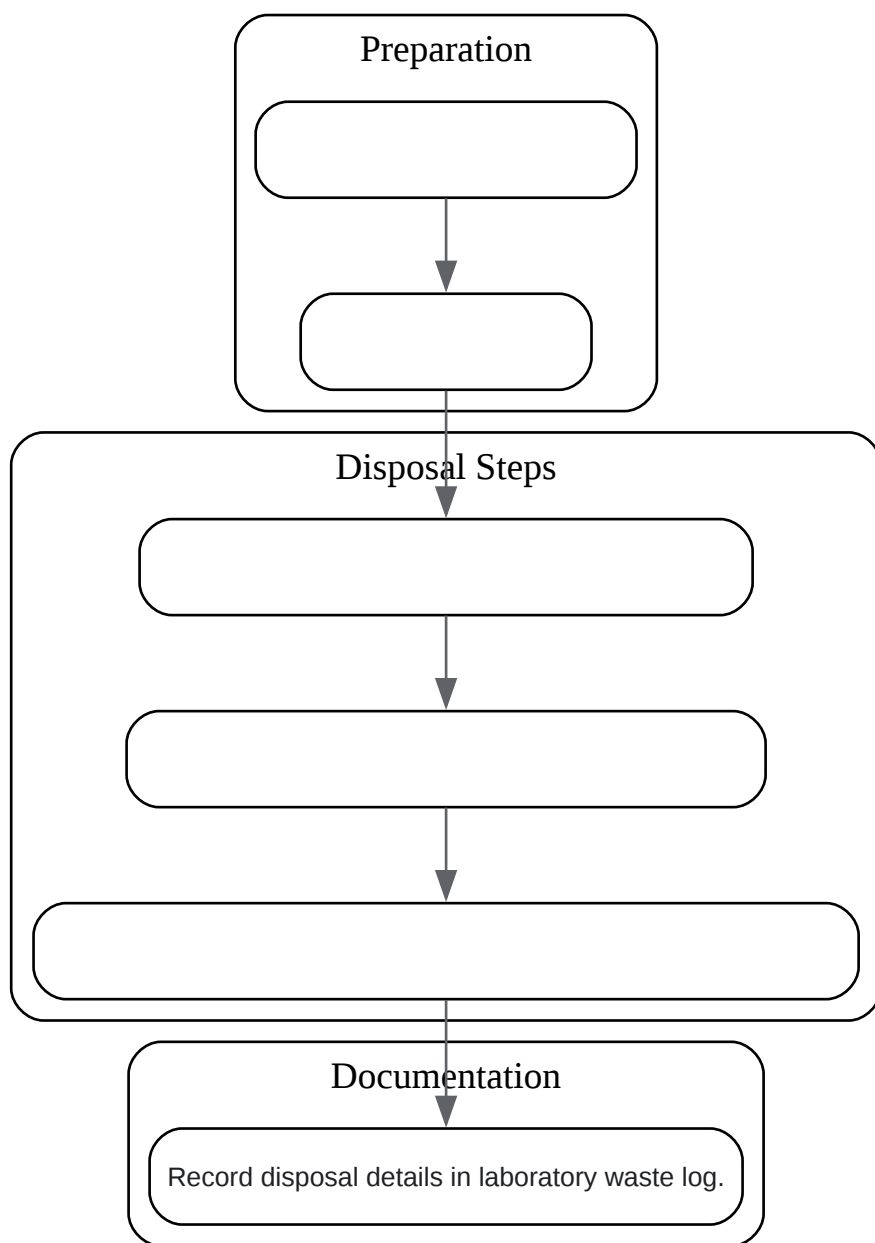 Preparation
Disposal Steps
Documentation
Record disposal details in laboratory waste log.